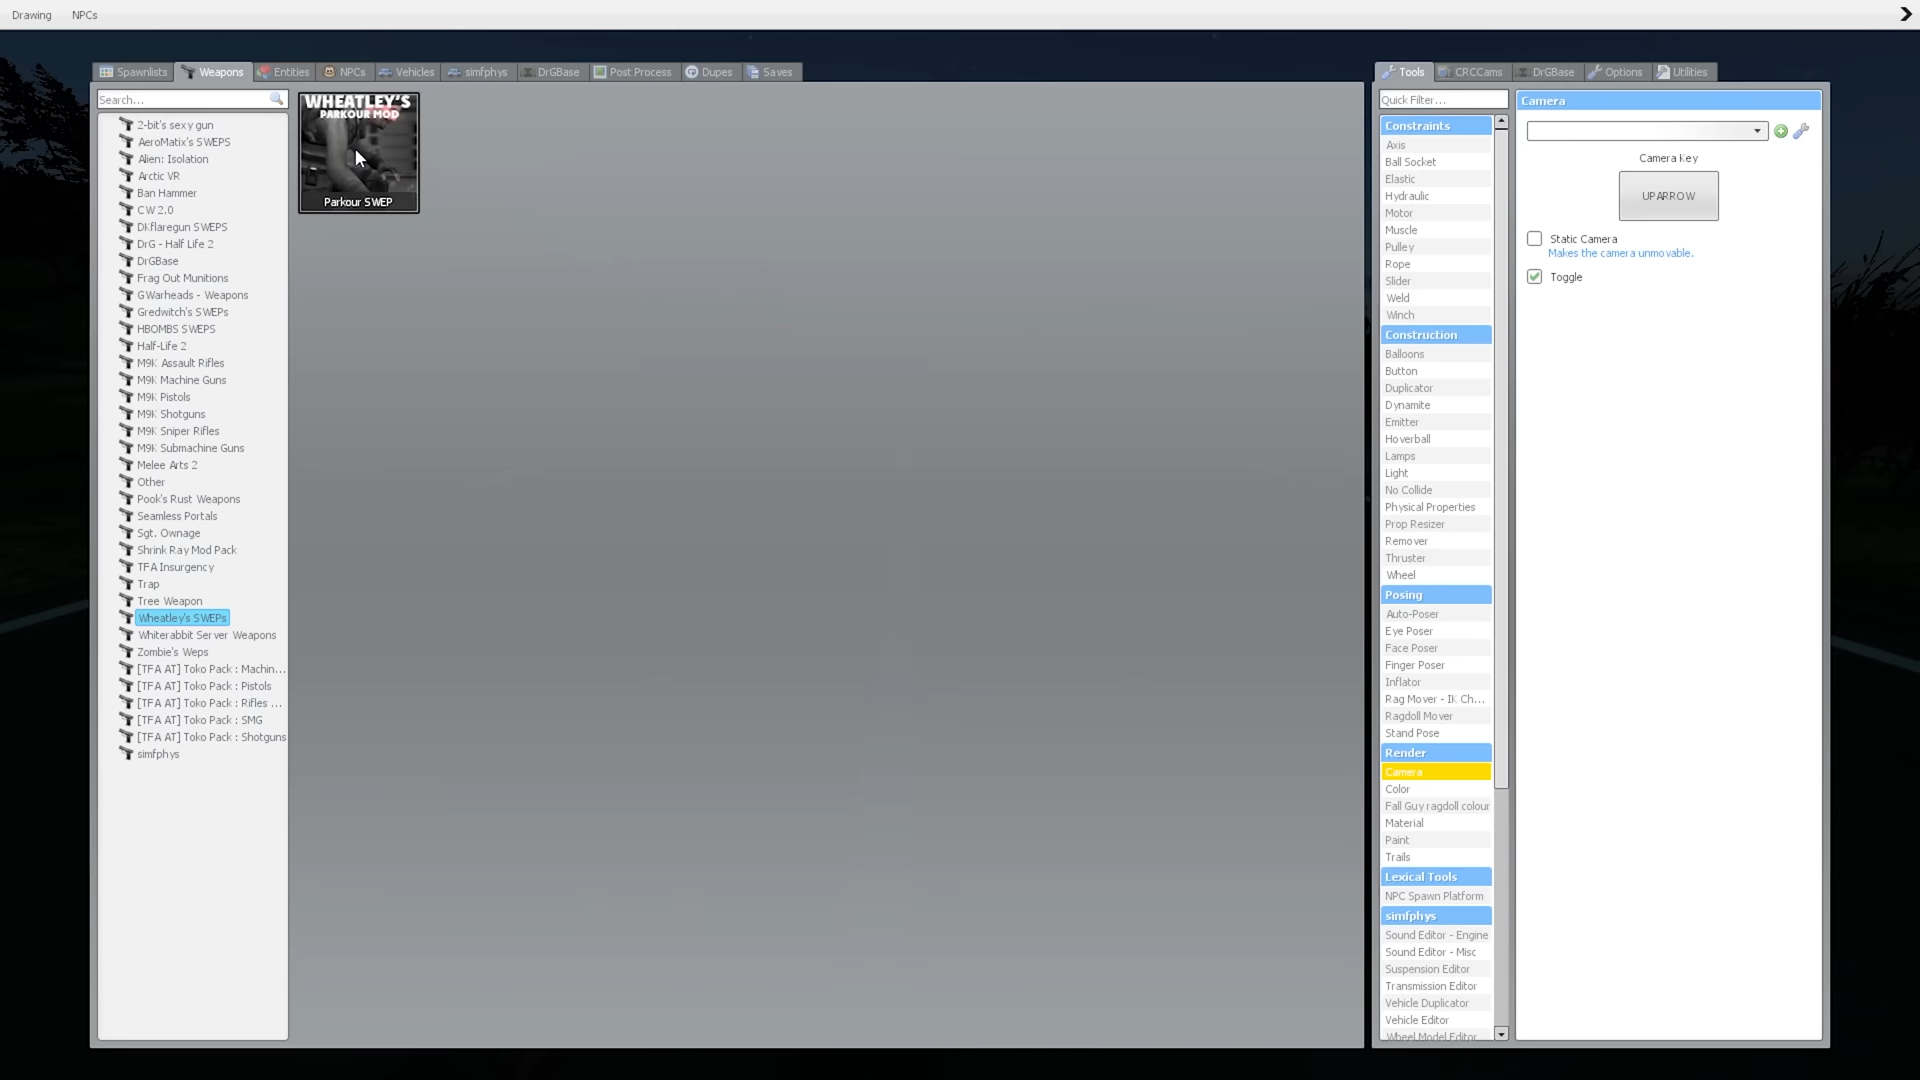 Drawing NPCs
Spawnlists Weapons Entities NPCs Vehicles simfphys DrGBase Post Process Dupes Saves
Search...
2-bit's sexy gun
AeroMatix's SWEPS
Alien: Isolation
Arctic VR
Ban Hammer
CW 2.0
DKflaregun SWEPS
DrG - Half Life 2
DrGBase
Frag Out Munitions
GWarheads - Weapons
Gredwitch's SWEPs
HBOMBS SWEPS
Half-Life 2
M9K Assault Rifles
M9K Machine Guns
M9K Pistols
M9K Shotguns
M9K Sniper Rifles
M9K Submachine Guns
Melee Arts 2
Other
Pook's Rust Weapons
Seamless Portals
Sgt. Ownage
Shrink Ray Mod Pack
TFA Insurgency
Trap
Tree Weapon
Wheatley's SWEPs
Whiterabbit Server Weapons
Zombie's Weps
[TFA AT] Toko Pack : Machin...
[TFA AT] Toko Pack : Pistols
[TFA AT] Toko Pack : Rifles ...
[TFA AT] Toko Pack : SMG
[TFA AT] Toko Pack : Shotguns
simfphys
WHEATLEY'S
PARKOUR MOD
Parkour SWEP
Tools CRCCams DrGBase Options Utilities
Quick Filter...
Constraints
Axis
Ball Socket
Elastic
Hydraulic
Motor
Muscle
Pulley
Rope
Slider
Weld
Winch
Construction
Balloons
Button
Duplicator
Dynamite
Emitter
Hoverball
Lamps
Light
No Collide
Physical Properties
Prop Resizer
Remover
Thruster
Wheel
Posing
Auto-Poser
Eye Poser
Face Poser
Finger Poser
Inflator
Rag Mover - IK Ch...
Ragdoll Mover
Stand Pose
Render
Camera
Color
Fall Guy ragdoll colour
Material
Paint
Trails
Lexical Tools
NPC Spawn Platform
simfphys
Sound Editor - Engine
Sound Editor - Misc
Suspension Editor
Transmission Editor
Vehicle Duplicator
Vehicle Editor
Wheel Model Editor
Camera
Camera Key
UPARROW
Static Camera
Makes the camera unmovable.
Toggle